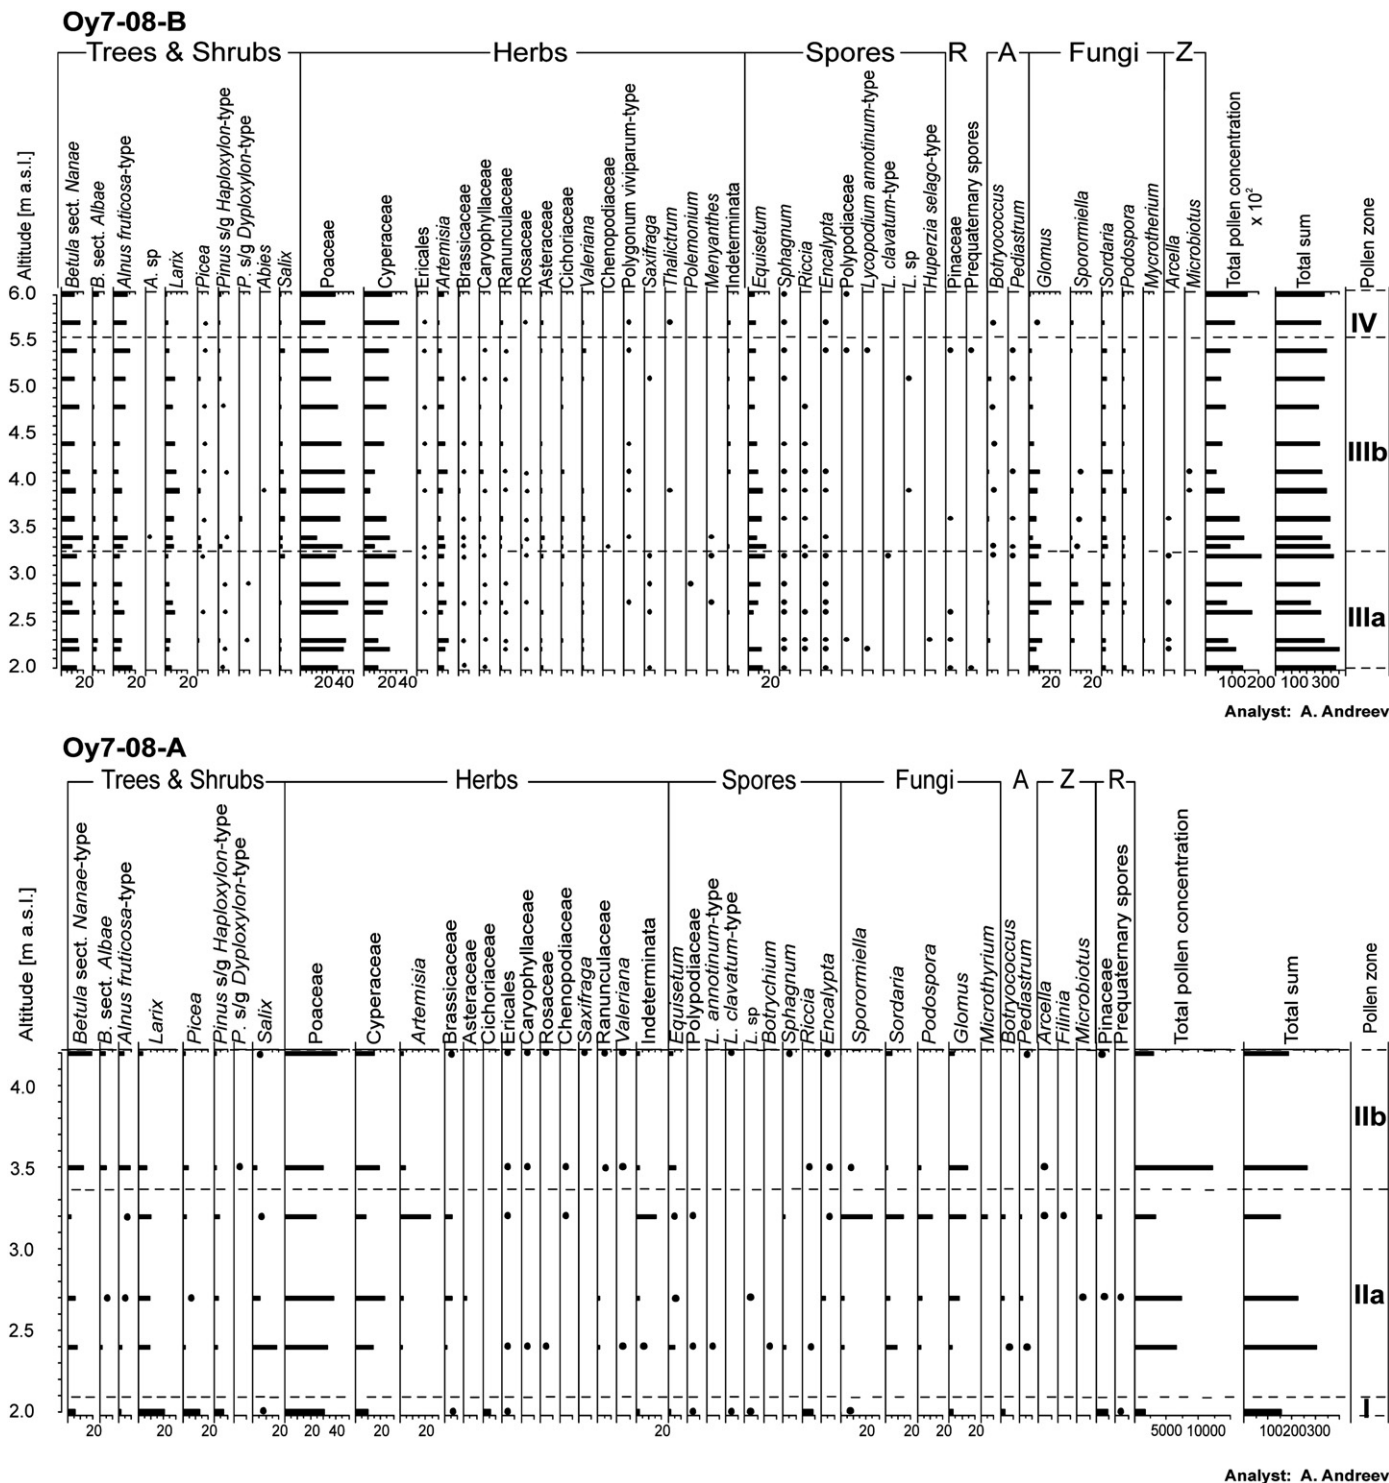 Oy7-08-B
Trees & Shrubs Herbs Spores R A Fungi Z
Altitude [m a.s.l.]
Betula sect. Nanae
B. sect. Albae
Alnus fruticosa-type
A. sp
Larix
Picea
Pinus s/g Haploxylon-type
P. s/g Dyploxylon-type
Abies
Salix
Poaceae
Cyperaceae
Ericales
Artemisia
Brassicaceae
Caryophyllaceae
Ranunculaceae
Rosaceae
Asteraceae
Cichoriaceae
Valeriana
Chenopodiaceae
Polygonum viviparum-type
Saxifraga
Thalictrum
Polemonium
Menyanthes
Indeterminata
Equisetum
Sphagnum
Riccia
Encalypta
Polypodiaceae
Lycopodium annotinum-type
L. clavatum-type
L. sp
Huperzia selago-type
Pinaceae
Prequaternary spores
Botryococcus
Pediastrum
Glomus
Spormiella
Sordaria
Podospora
Mycrotherium
Arcella
Microbiotus
Total pollen concentration
x 10²
Total sum
Pollen zone
6.0
IV
5.5
5.0
4.5
IIIb
4.0
3.5
3.0
2.5
IIIa
2.0
20 20 20 2040 2040 20 20 20 100 200 100 300
Analyst: A. Andreev
Oy7-08-A
Trees & Shrubs Herbs Spores Fungi A Z R
Altitude [m a.s.l.]
Betula sect. Nanae-type
B. sect. Albae
Alnus fruticosa-type
Larix
Picea
Pinus s/g Haploxylon-type
P. s/g Dyploxylon-type
Salix
Poaceae
Cyperaceae
Artemisia
Brassicaceae
Asteraceae
Cichoriaceae
Ericales
Caryophyllaceae
Rosaceae
Chenopodiaceae
Saxifraga
Ranunculaceae
Valeriana
Indeterminata
Equisetum
Polypodiaceae
L. annotinum-type
L. clavatum-type
L. sp
Botrychium
Sphagnum
Riccia
Encalypta
Sporormiella
Sordaria
Podospora
Glomus
Microthyrium
Botryococcus
Pediastrum
Arcella
Filinia
Microbiotus
Pinaceae
Prequaternary spores
Total pollen concentration
Total sum
Pollen zone
4.0
IIb
3.5
3.0
IIa
2.5
2.0
I
20 20 20 20 20 40 20 20 20 20 20 20 20 5000 10000 100200300
Analyst: A. Andreev